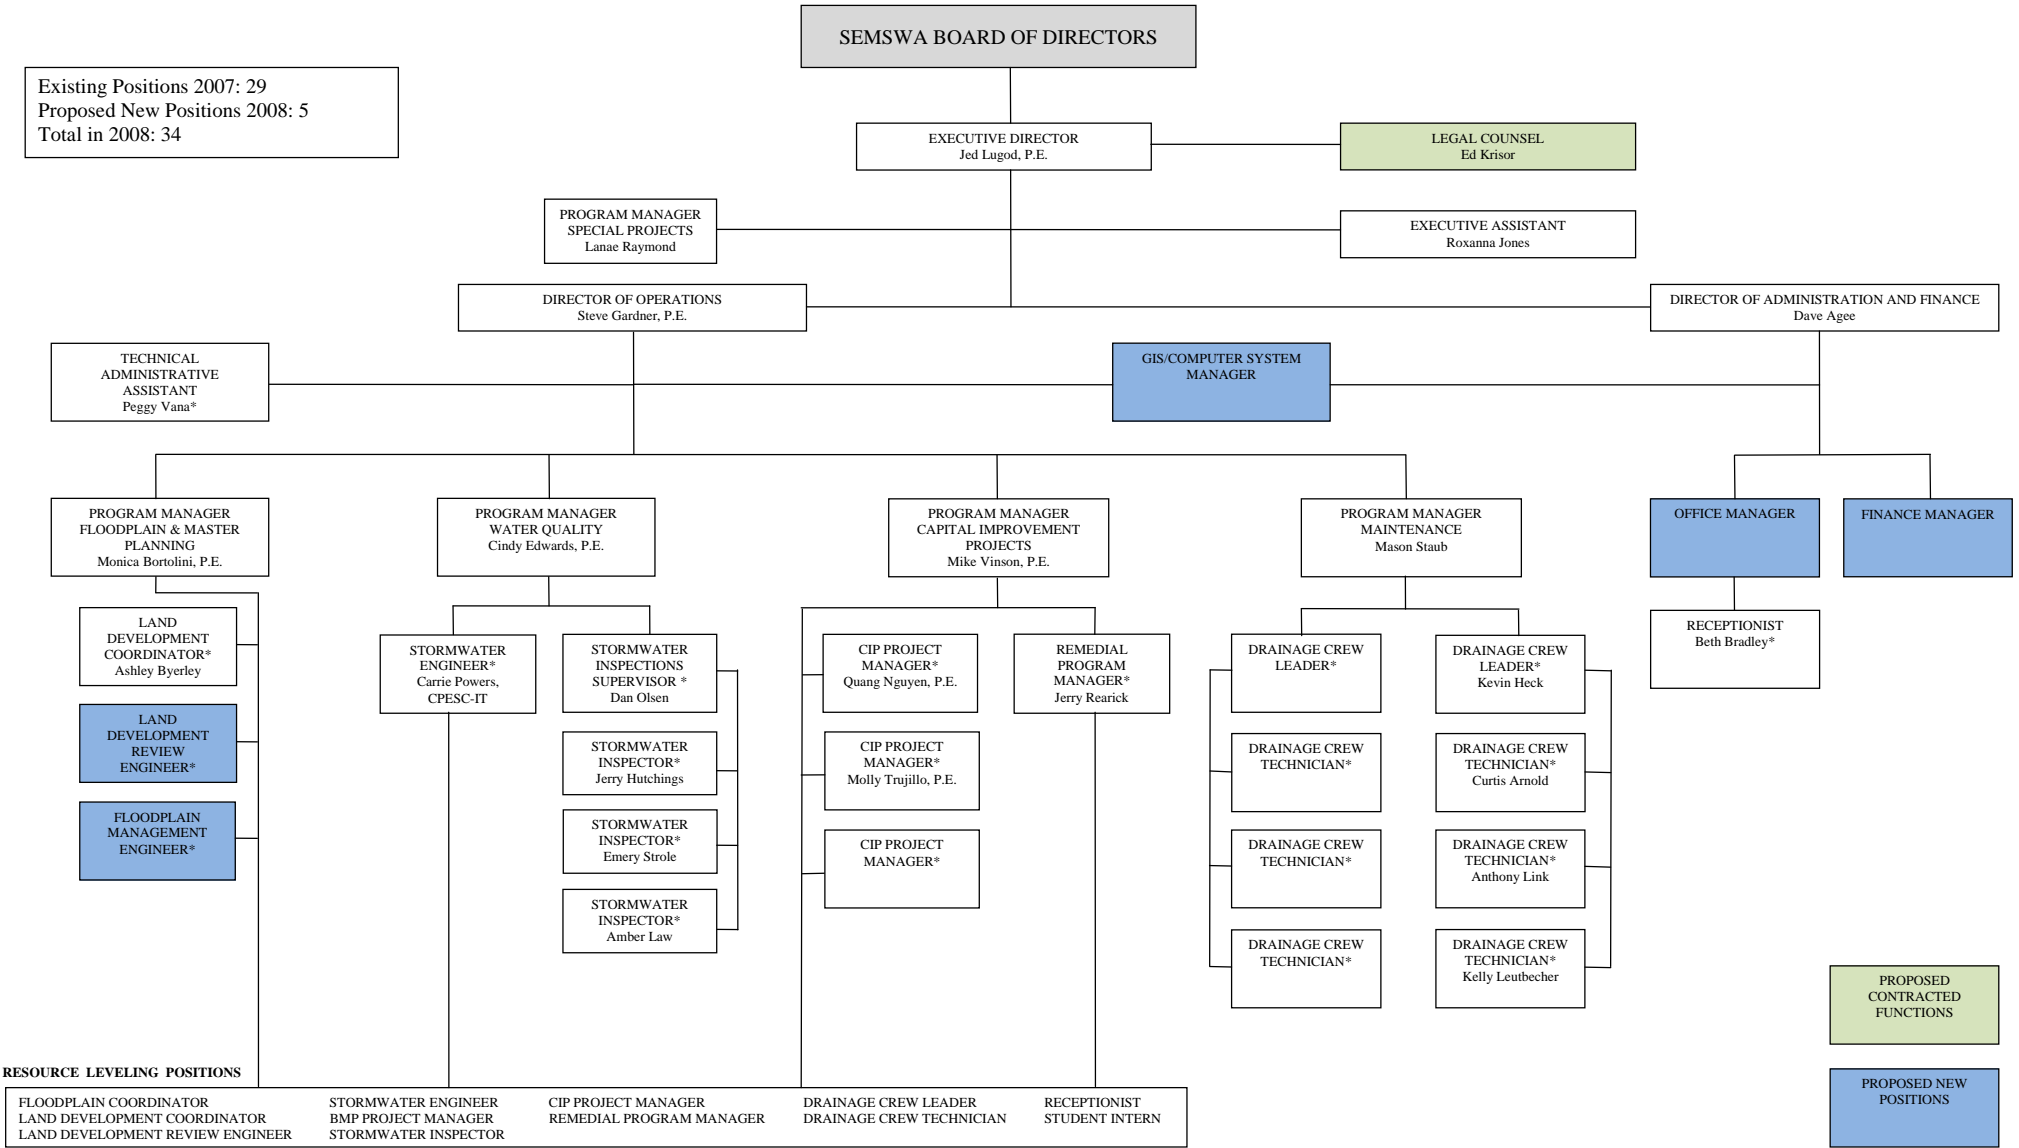 SEMSWA BOARD OF DIRECTORS
Existing Positions 2007: 29
Proposed New Positions 2008: 5
Total in 2008: 34
EXECUTIVE DIRECTOR
Jed Lugod, P.E.
LEGAL COUNSEL
Ed Krisor
PROGRAM MANAGER
SPECIAL PROJECTS
Lanae Raymond
EXECUTIVE ASSISTANT
Roxanna Jones
DIRECTOR OF OPERATIONS
Steve Gardner, P.E.
DIRECTOR OF ADMINISTRATION AND FINANCE
Dave Agee
TECHNICAL
ADMINISTRATIVE
ASSISTANT
Peggy Vana*
GIS/COMPUTER SYSTEM
MANAGER
PROGRAM MANAGER
FLOODPLAIN & MASTER
PLANNING
Monica Bortolini, P.E.
PROGRAM MANAGER
WATER QUALITY
Cindy Edwards, P.E.
PROGRAM MANAGER
CAPITAL IMPROVEMENT
PROJECTS
Mike Vinson, P.E.
PROGRAM MANAGER
MAINTENANCE
Mason Staub
OFFICE MANAGER
FINANCE MANAGER
LAND
DEVELOPMENT
COORDINATOR*
Ashley Byerley
LAND
DEVELOPMENT
REVIEW
ENGINEER*
FLOODPLAIN
MANAGEMENT
ENGINEER*
STORMWATER
ENGINEER*
Carrie Powers,
CPESC-IT
STORMWATER
INSPECTIONS
SUPERVISOR *
Dan Olsen
STORMWATER
INSPECTOR*
Jerry Hutchings
STORMWATER
INSPECTOR*
Emery Strole
STORMWATER
INSPECTOR*
Amber Law
CIP PROJECT
MANAGER*
Quang Nguyen, P.E.
CIP PROJECT
MANAGER*
Molly Trujillo, P.E.
CIP PROJECT
MANAGER*
REMEDIAL
PROGRAM
MANAGER*
Jerry Rearick
DRAINAGE CREW
LEADER*
DRAINAGE CREW
TECHNICIAN*
DRAINAGE CREW
TECHNICIAN*
DRAINAGE CREW
TECHNICIAN*
DRAINAGE CREW
LEADER*
Kevin Heck
DRAINAGE CREW
TECHNICIAN*
Curtis Arnold
DRAINAGE CREW
TECHNICIAN*
Anthony Link
DRAINAGE CREW
TECHNICIAN*
Kelly Leutbecher
RECEPTIONIST
Beth Bradley*
PROPOSED
CONTRACTED
FUNCTIONS
PROPOSED NEW
POSITIONS
RESOURCE LEVELING POSITIONS
FLOODPLAIN COORDINATOR
LAND DEVELOPMENT COORDINATOR
LAND DEVELOPMENT REVIEW ENGINEER
STORMWATER ENGINEER
BMP PROJECT MANAGER
STORMWATER INSPECTOR
CIP PROJECT MANAGER
REMEDIAL PROGRAM MANAGER
DRAINAGE CREW LEADER
DRAINAGE CREW TECHNICIAN
RECEPTIONIST
STUDENT INTERN